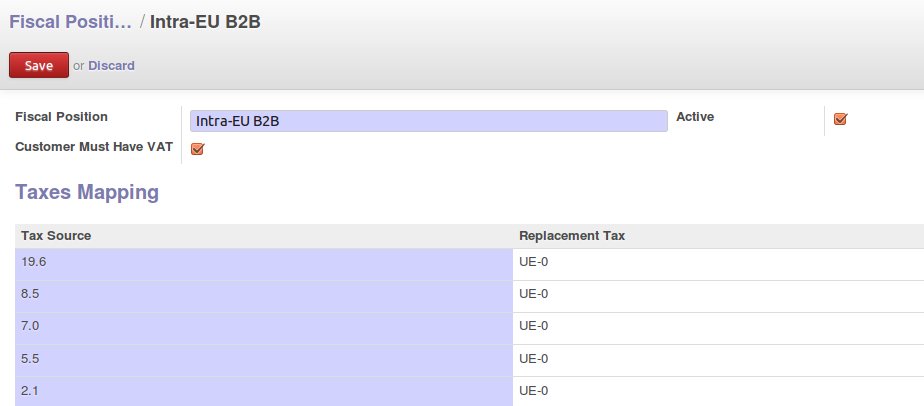 Fiscal Positi... / Intra-EU B2B
Save or Discard
Fiscal Position Intra-EU B2B Active
Customer Must Have VAT
Taxes Mapping
Tax Source Replacement Tax
19.6 UE-0
8.5 UE-0
7.0 UE-0
5.5 UE-0
2.1 UE-0